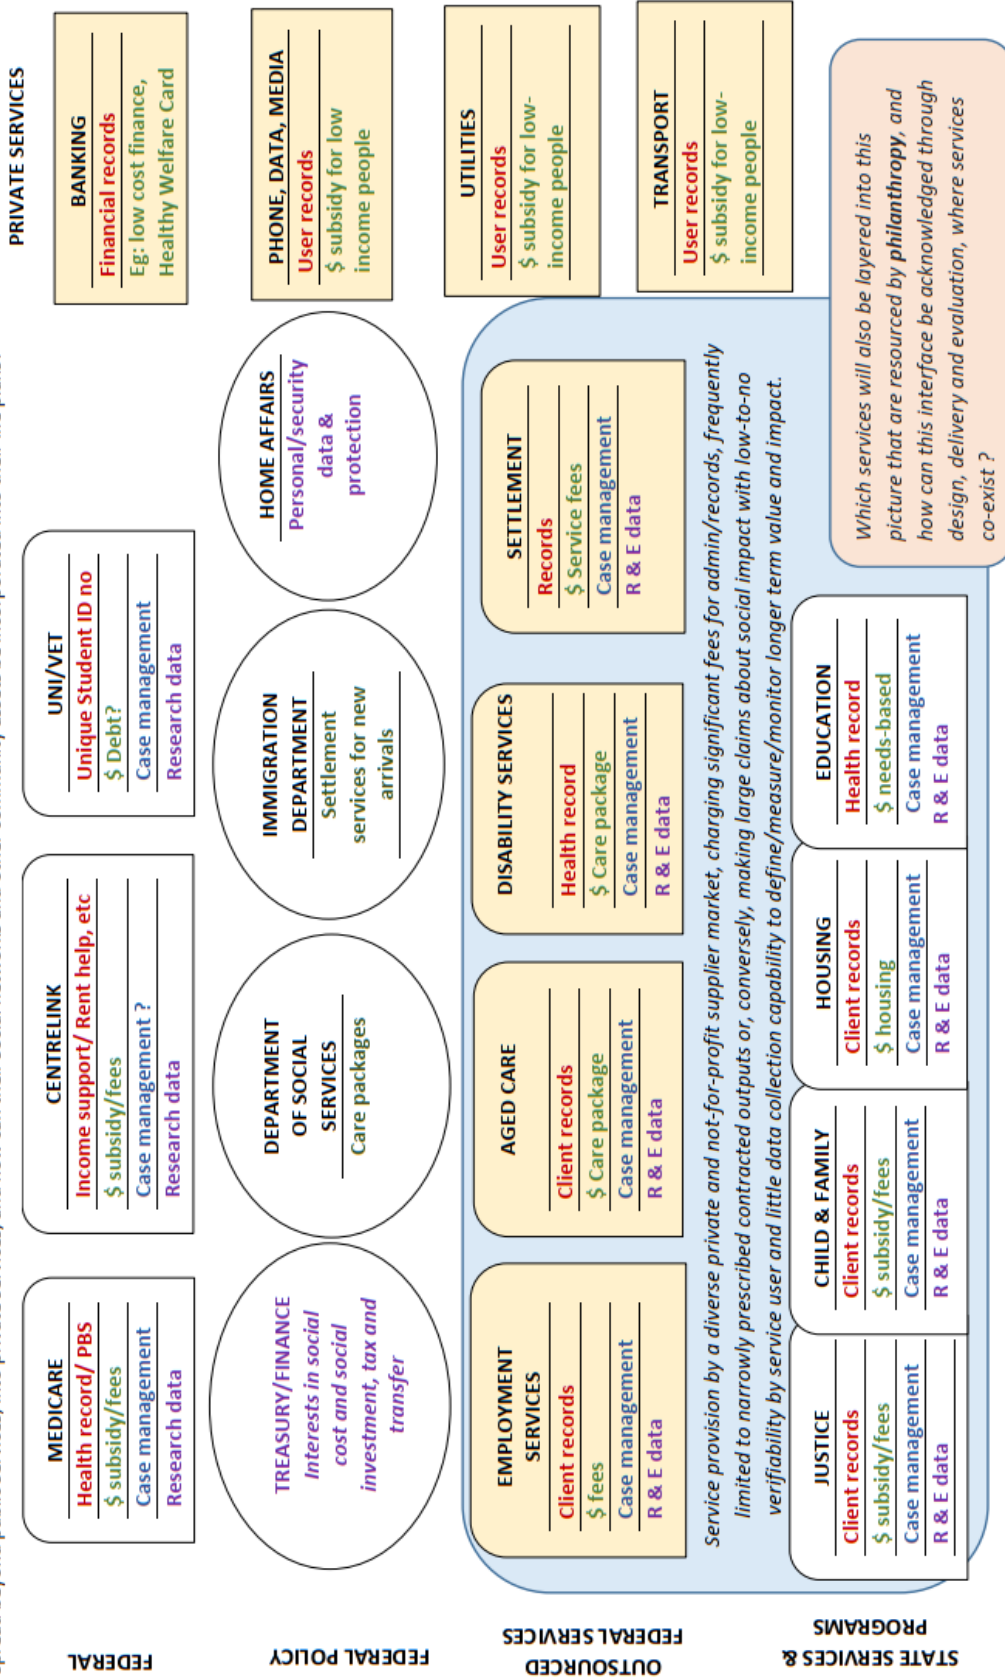 PRIVATE SERVICES
FEDERAL
MEDICARE
Health record/ PBS
$ subsidy/fees
Case management
Research data
CENTRELINK
Income support/ Rent help, etc
$ subsidy/fees
Case management ?
Research data
UNI/VET
Unique Student ID no
$ Debt?
Case management
Research data
BANKING
Financial records
Eg: low cost finance,
Healthy Welfare Card
FEDERAL POLICY
TREASURY/FINANCE
Interests in social
cost and social
investment, tax and
transfer
DEPARTMENT
OF SOCIAL
SERVICES
Care packages
IMMIGRATION
DEPARTMENT
Settlement
services for new
arrivals
HOME AFFAIRS
Personal/security
data &
protection
PHONE, DATA, MEDIA
User records
$ subsidy for low
income people
OUTSOURCED
FEDERAL SERVICES
EMPLOYMENT
SERVICES
Client records
$ fees
Case management
R & E data
AGED CARE
Client records
$ Care package
Case management
R & E data
DISABILITY SERVICES
Health record
$ Care package
Case management
R & E data
SETTLEMENT
Records
$ Service fees
Case management
R & E data
UTILITIES
User records
$ subsidy for low-
income people
Service provision by a diverse private and not-for-profit supplier market, charging significant fees for admin/records, frequently
limited to narrowly prescribed contracted outputs or, conversely, making large claims about social impact with low-to-no
verifiability by service user and little data collection capability to define/measure/monitor longer term value and impact.
TRANSPORT
User records
$ subsidy for low-
income people
STATE SERVICES &
PROGRAMS
JUSTICE
Client records
$ subsidy/fees
Case management
R & E data
CHILD & FAMILY
Client records
$ subsidy/fees
Case management
R & E data
HOUSING
Client records
$ housing
Case management
R & E data
EDUCATION
Health record
$ needs-based
Case management
R & E data
Which services will also be layered into this
picture that are resourced by philanthropy, and
how can this interface be acknowledged through
design, delivery and evaluation, where services
co-exist ?